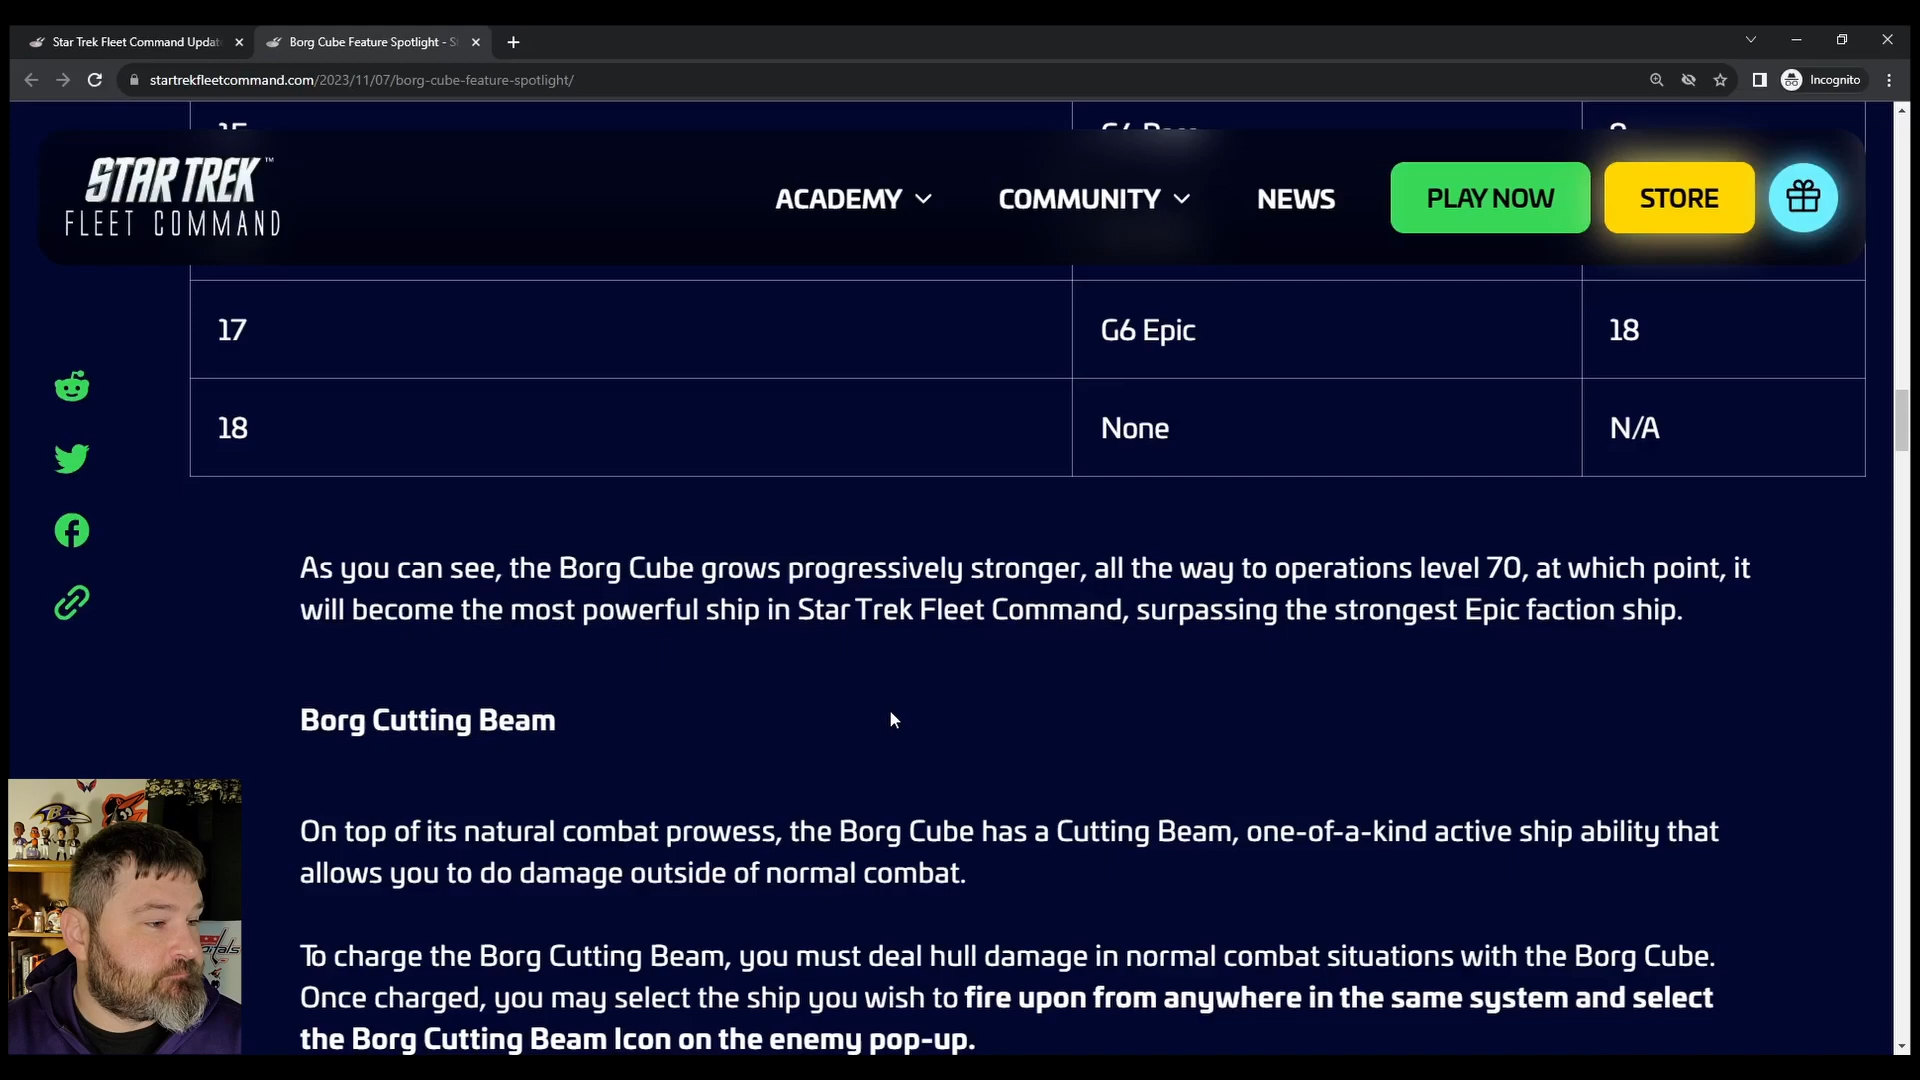 Star Trek Fleet Command Updat
Borg Cube Feature Spotlight - S
startrekfleetcommand.com/2023/11/07/borg-cube-feature-spotlight/
Incognito
15
STAR TREK™
FLEET COMMAND
ACADEMY
COMMUNITY
NEWS
PLAY NOW
STORE
17 G6 Epic 18
18 None N/A
As you can see, the Borg Cube grows progressively stronger, all the way to operations level 70, at which point, it
will become the most powerful ship in Star Trek Fleet Command, surpassing the strongest Epic faction ship.
Borg Cutting Beam
On top of its natural combat prowess, the Borg Cube has a Cutting Beam, one-of-a-kind active ship ability that
allows you to do damage outside of normal combat.
To charge the Borg Cutting Beam, you must deal hull damage in normal combat situations with the Borg Cube.
Once charged, you may select the ship you wish to fire upon from anywhere in the same system and select
the Borg Cutting Beam Icon on the enemy pop-up.